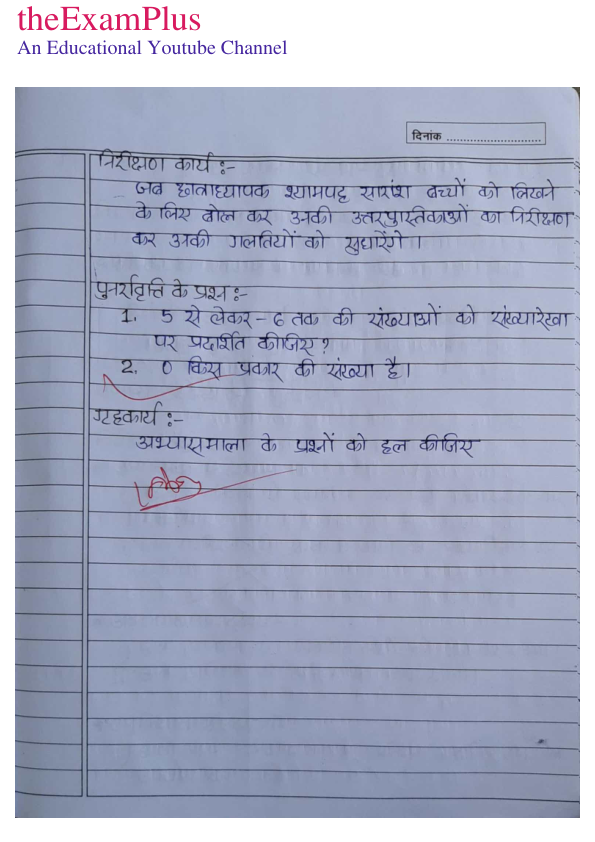 theExamPlus
An Educational Youtube Channel
दिनांक ............................
निरीक्षण कार्य :-
जब छात्राध्यापक श्यामपट्ट सारांश बच्चों को लिखने
के लिए बोल कर उनकी उत्तरपुस्तिकाओं का निरीक्षण
कर उनकी गलतियों को सुधारेंगे ।
पुनर्रावृत्ति के प्रश्न :-
1. 5 से लेकर - 6 तक की संख्याओं को संख्यारेखा
पर प्रदर्शित कीजिए ?
2. 0 किस प्रकार की संख्या है।
गृहकार्य :-
अभ्यासमाला के प्रश्नों को हल कीजिए